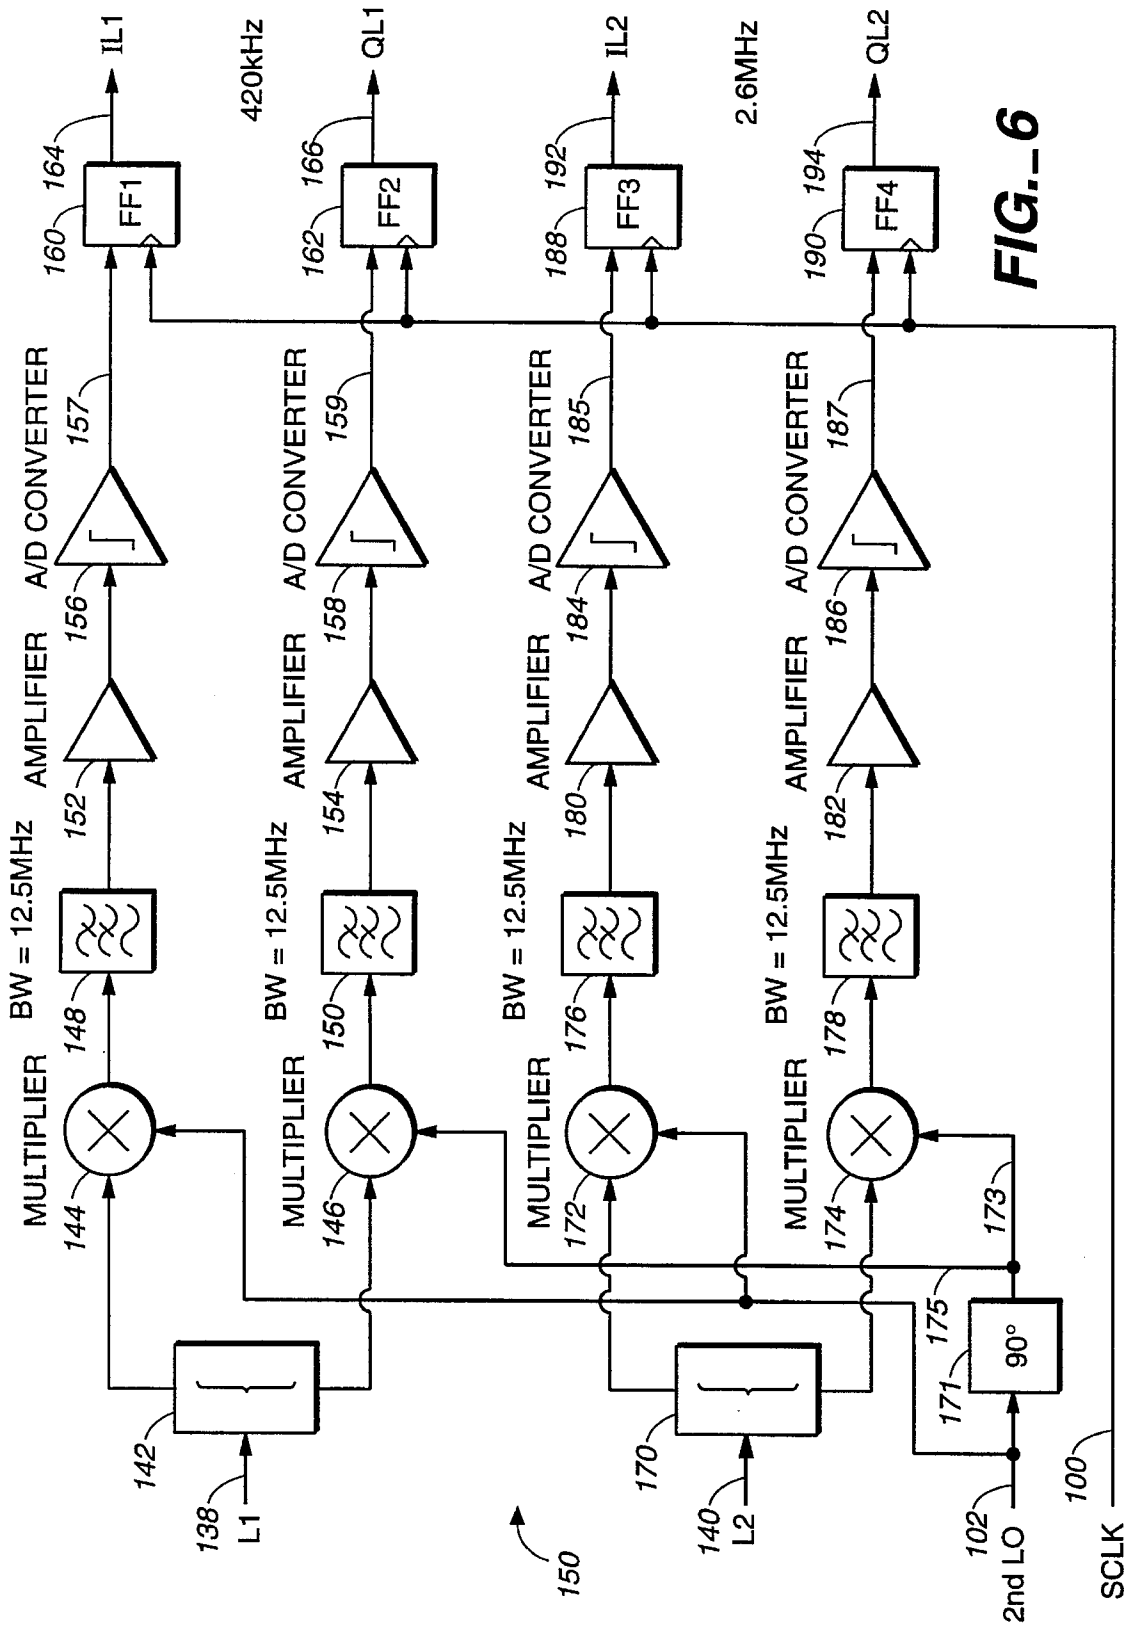 MULTIPLIER BW = 12.5MHz AMPLIFIER A/D CONVERTER
144 148 152 156 157 160 164
FF1
IL1
142
138
L1
420kHz
MULTIPLIER BW = 12.5MHz AMPLIFIER A/D CONVERTER
146 150 154 158 159 162 166
FF2
QL1
150
MULTIPLIER BW = 12.5MHz AMPLIFIER A/D CONVERTER
172 176 180 184 185 188 192
FF3
IL2
170
140
L2
2.6MHz
MULTIPLIER BW = 12.5MHz AMPLIFIER A/D CONVERTER
174 178 182 186 187 190 194
FF4
QL2
175 173
171
90°
102
2nd LO
100
SCLK
FIG._6